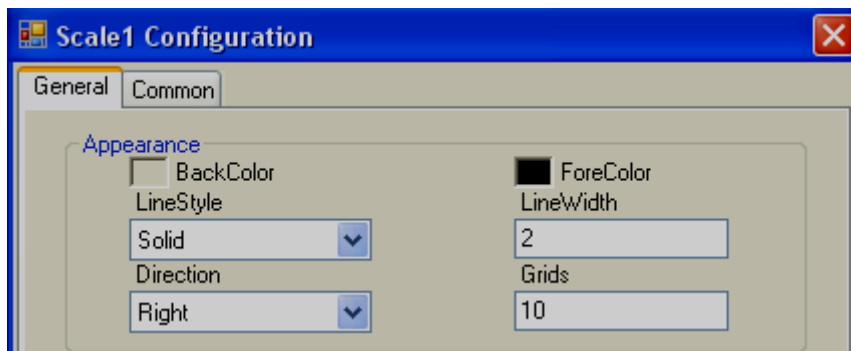 Scale1 Configuration
General Common
Appearance
BackColor ForeColor
LineStyle LineWidth
Solid 2
Direction Grids
Right 10